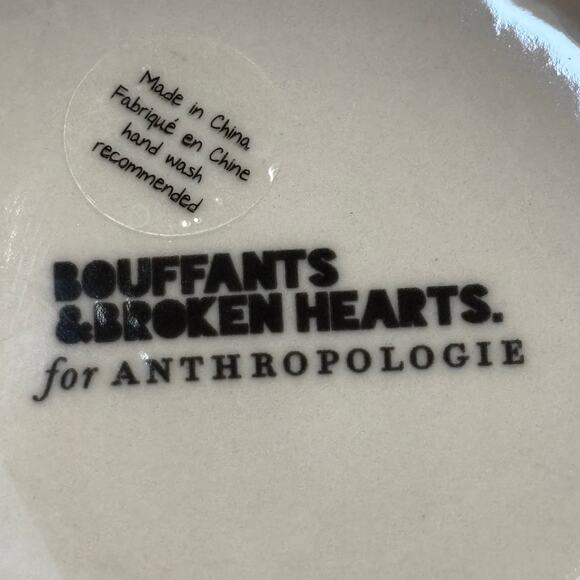 Made in China
Fabriqué en Chine
hand wash
recommended
BOUFFANTS
&BROKEN HEARTS.
for ANTHROPOLOGIE